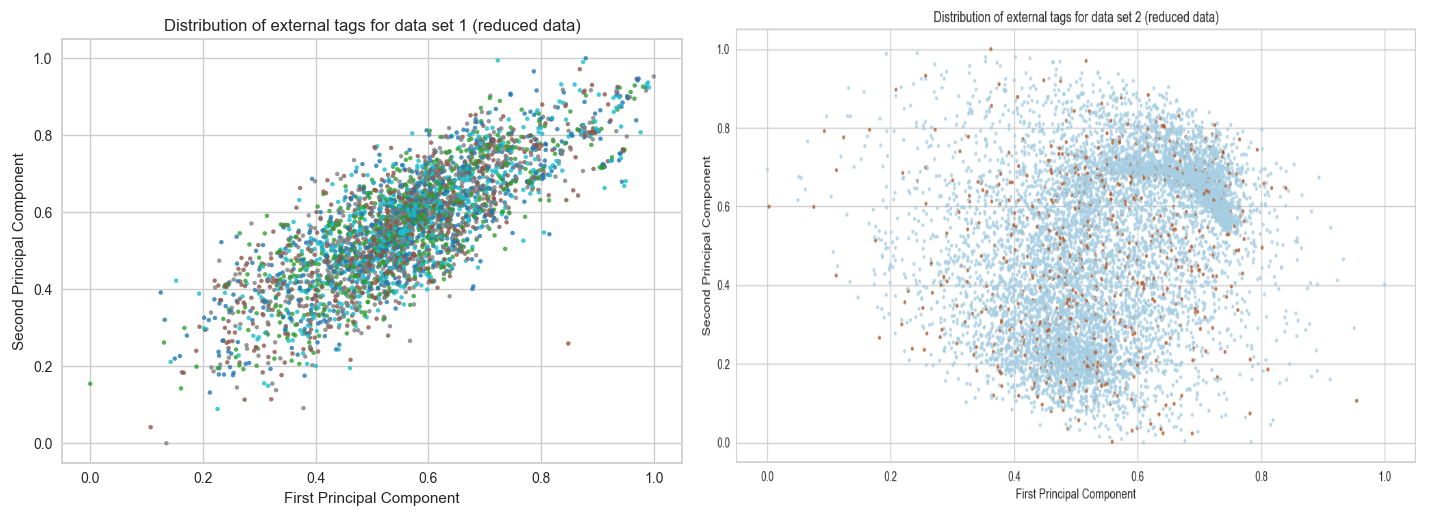 Distribution of external tags for data set 1 (reduced data)
1.0
0.8
0.6
0.4
0.2
0.0
Second Principal Component
0.0 0.2 0.4 0.6 0.8 1.0
First Principal Component
Distribution of external tags for data set 2 (reduced data)
1.0
0.8
0.6
0.4
0.2
0.0
Second Principal Component
0.0 0.2 0.4 0.6 0.8 1.0
First Principal Component